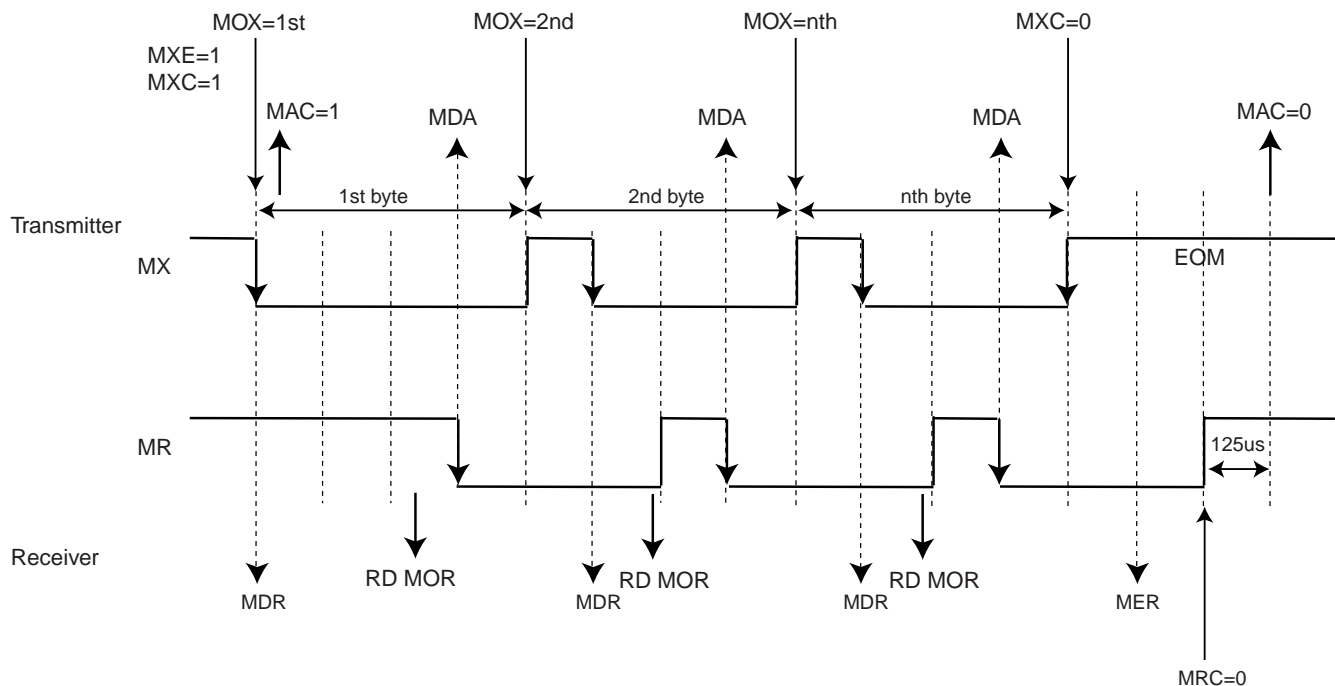 MOX=1st
MOX=2nd
MOX=nth
MXC=0
MXE=1
MXC=1
MAC=1
MDA
MDA
MDA
MAC=0
1st byte
2nd byte
nth byte
Transmitter
MX
EOM
MR
125us
Receiver
RD MOR
RD MOR
RD MOR
MDR
MDR
MDR
MER
MRC=0